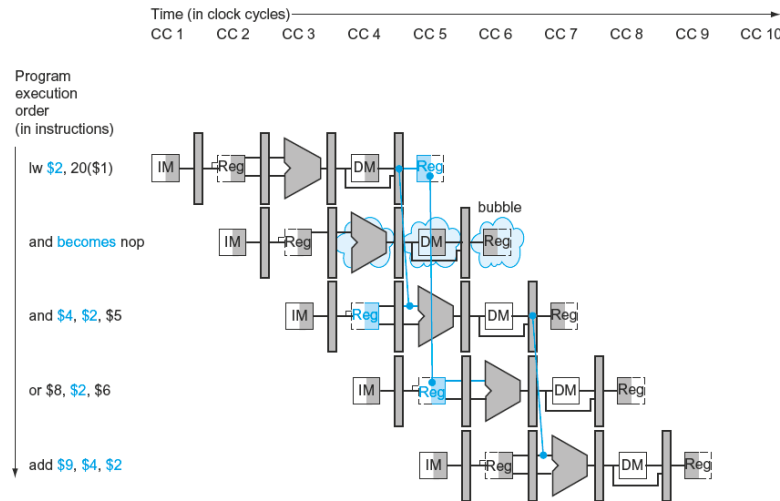 Time (in clock cycles)
CC 1 CC 2 CC 3 CC 4 CC 5 CC 6 CC 7 CC 8 CC 9 CC 10
Program
execution
order
(in instructions)
lw $2, 20($1) IM Reg DM Reg
bubble
and becomes nop IM Reg DM Reg
and $4, $2, $5 IM Reg DM Reg
or $8, $2, $6 IM Reg DM Reg
add $9, $4, $2 IM Reg DM Reg